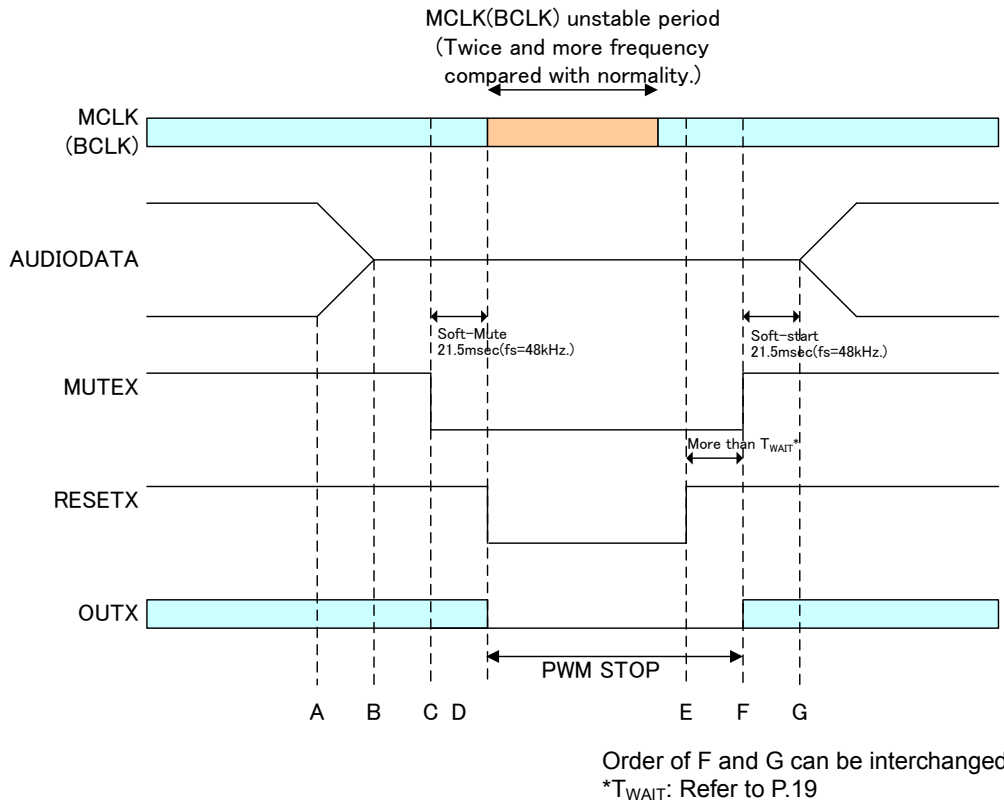 MCLK(BCLK) unstable period
(Twice and more frequency
compared with normality.)
MCLK
(BCLK)
AUDIODATA
Soft-Mute
21.5msec(fs=48kHz.)
Soft-start
21.5msec(fs=48kHz.)
MUTEX
More than TWAIT*
RESETX
OUTX
PWM STOP
A B C D E F G
Order of F and G can be interchanged
*TWAIT: Refer to P.19